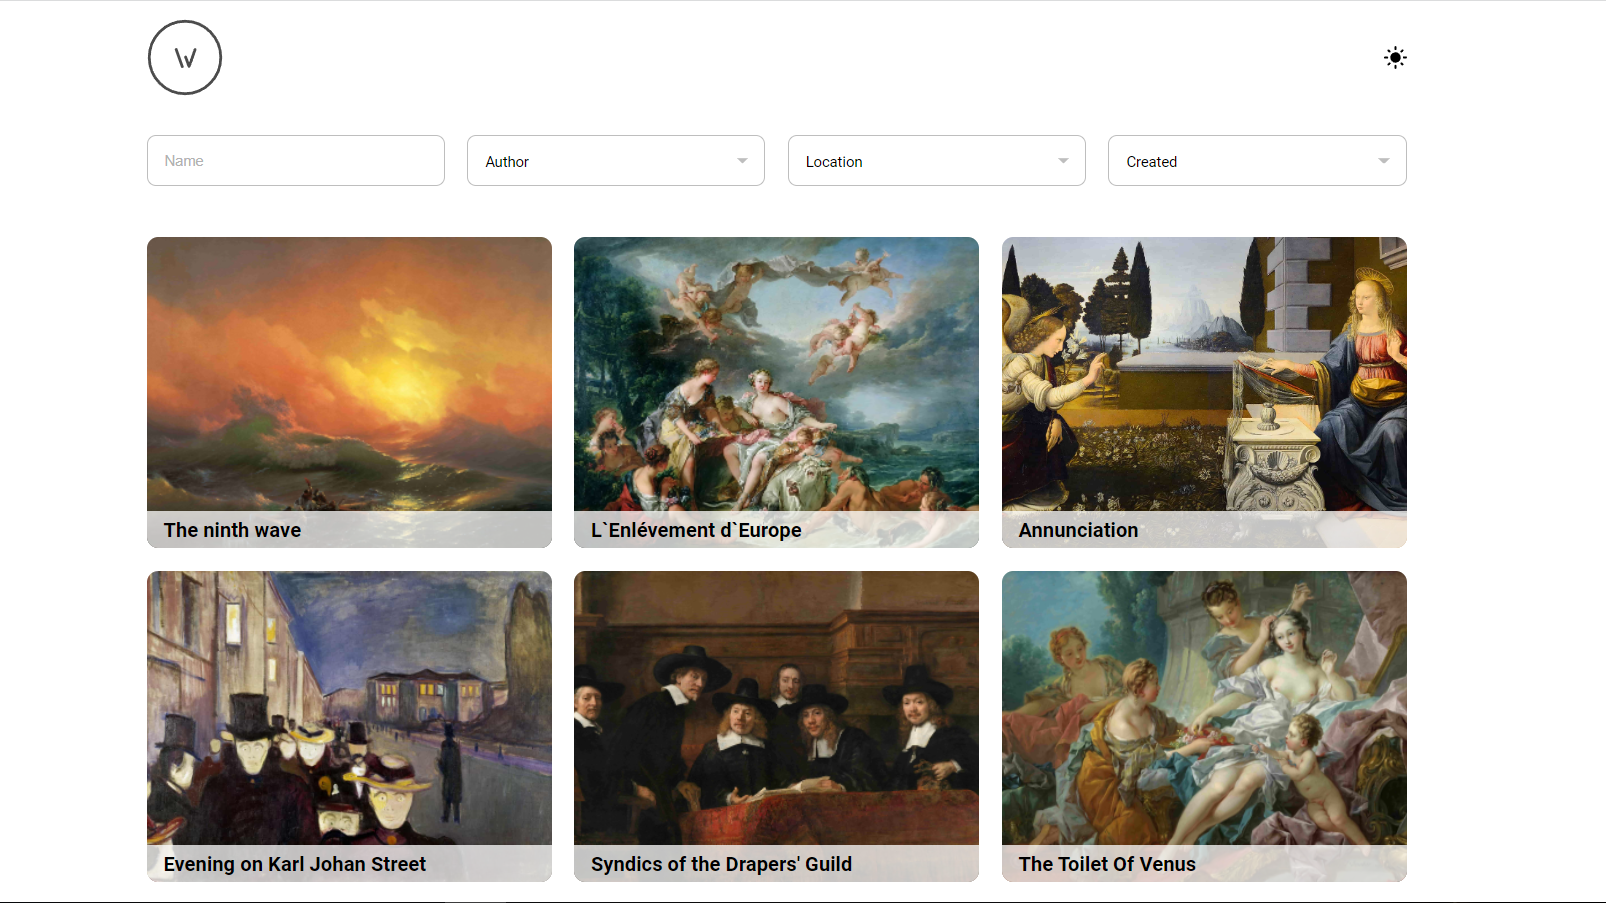 W
Name
Author
Location
Created
The ninth wave
L`Enlévement d`Europe
Annunciation
Evening on Karl Johan Street
Syndics of the Drapers' Guild
The Toilet Of Venus